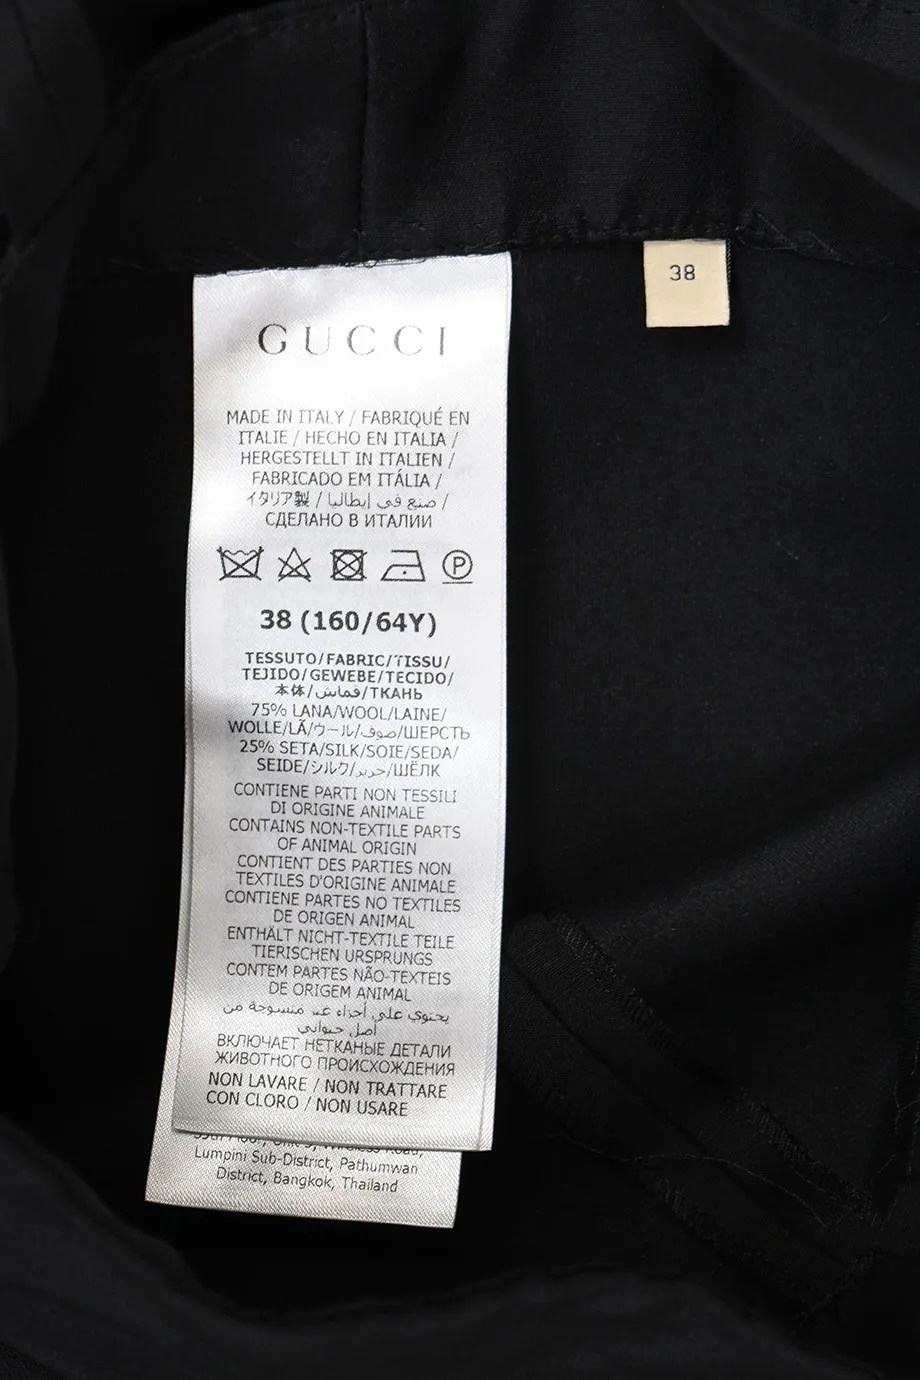 38
GUCCI
MADE IN ITALY / FABRIQUÉ EN
ITALIE / HECHO EN ITALIA /
HERGESTELLT IN ITALIEN /
FABRICADO EM ITÁLIA /
イタリア製 / صنع في إيطاليا /
СДЕЛАНО В ИТАЛИИ
P
38 (160/64Y)
TESSUTO/FABRIC/TISSU/
TEJIDO/GEWEBE/TECIDO/
本体/قماش/ТКАНЬ
75% LANA/WOOL/LAINE/
WOLLE/LÃ/ウール/صوف/ШЕРСТЬ
25% SETA/SILK/SOIE/SEDA/
SEIDE/シルク/حرير/ШЁЛК
CONTIENE PARTI NON TESSILI
DI ORIGINE ANIMALE
CONTAINS NON-TEXTILE PARTS
OF ANIMAL ORIGIN
CONTIENT DES PARTIES NON
TEXTILES D'ORIGINE ANIMALE
CONTIENE PARTES NO TEXTILES
DE ORIGEN ANIMAL
ENTHÄLT NICHT-TEXTILE TEILE
TIERISCHEN URSPRUNGS
CONTEM PARTES NÃO-TEXTEIS
DE ORIGEM ANIMAL
يحتوي على أجزاء غير منسوجة من
أصل حيواني
ВКЛЮЧАЕТ НЕТКАНЫЕ ДЕТАЛИ
ЖИВОТНОГО ПРОИСХОЖДЕНИЯ
NON LAVARE / NON TRATTARE
CON CLORO / NON USARE
Lumpini Sub-District, Pathumwan
District, Bangkok, Thailand